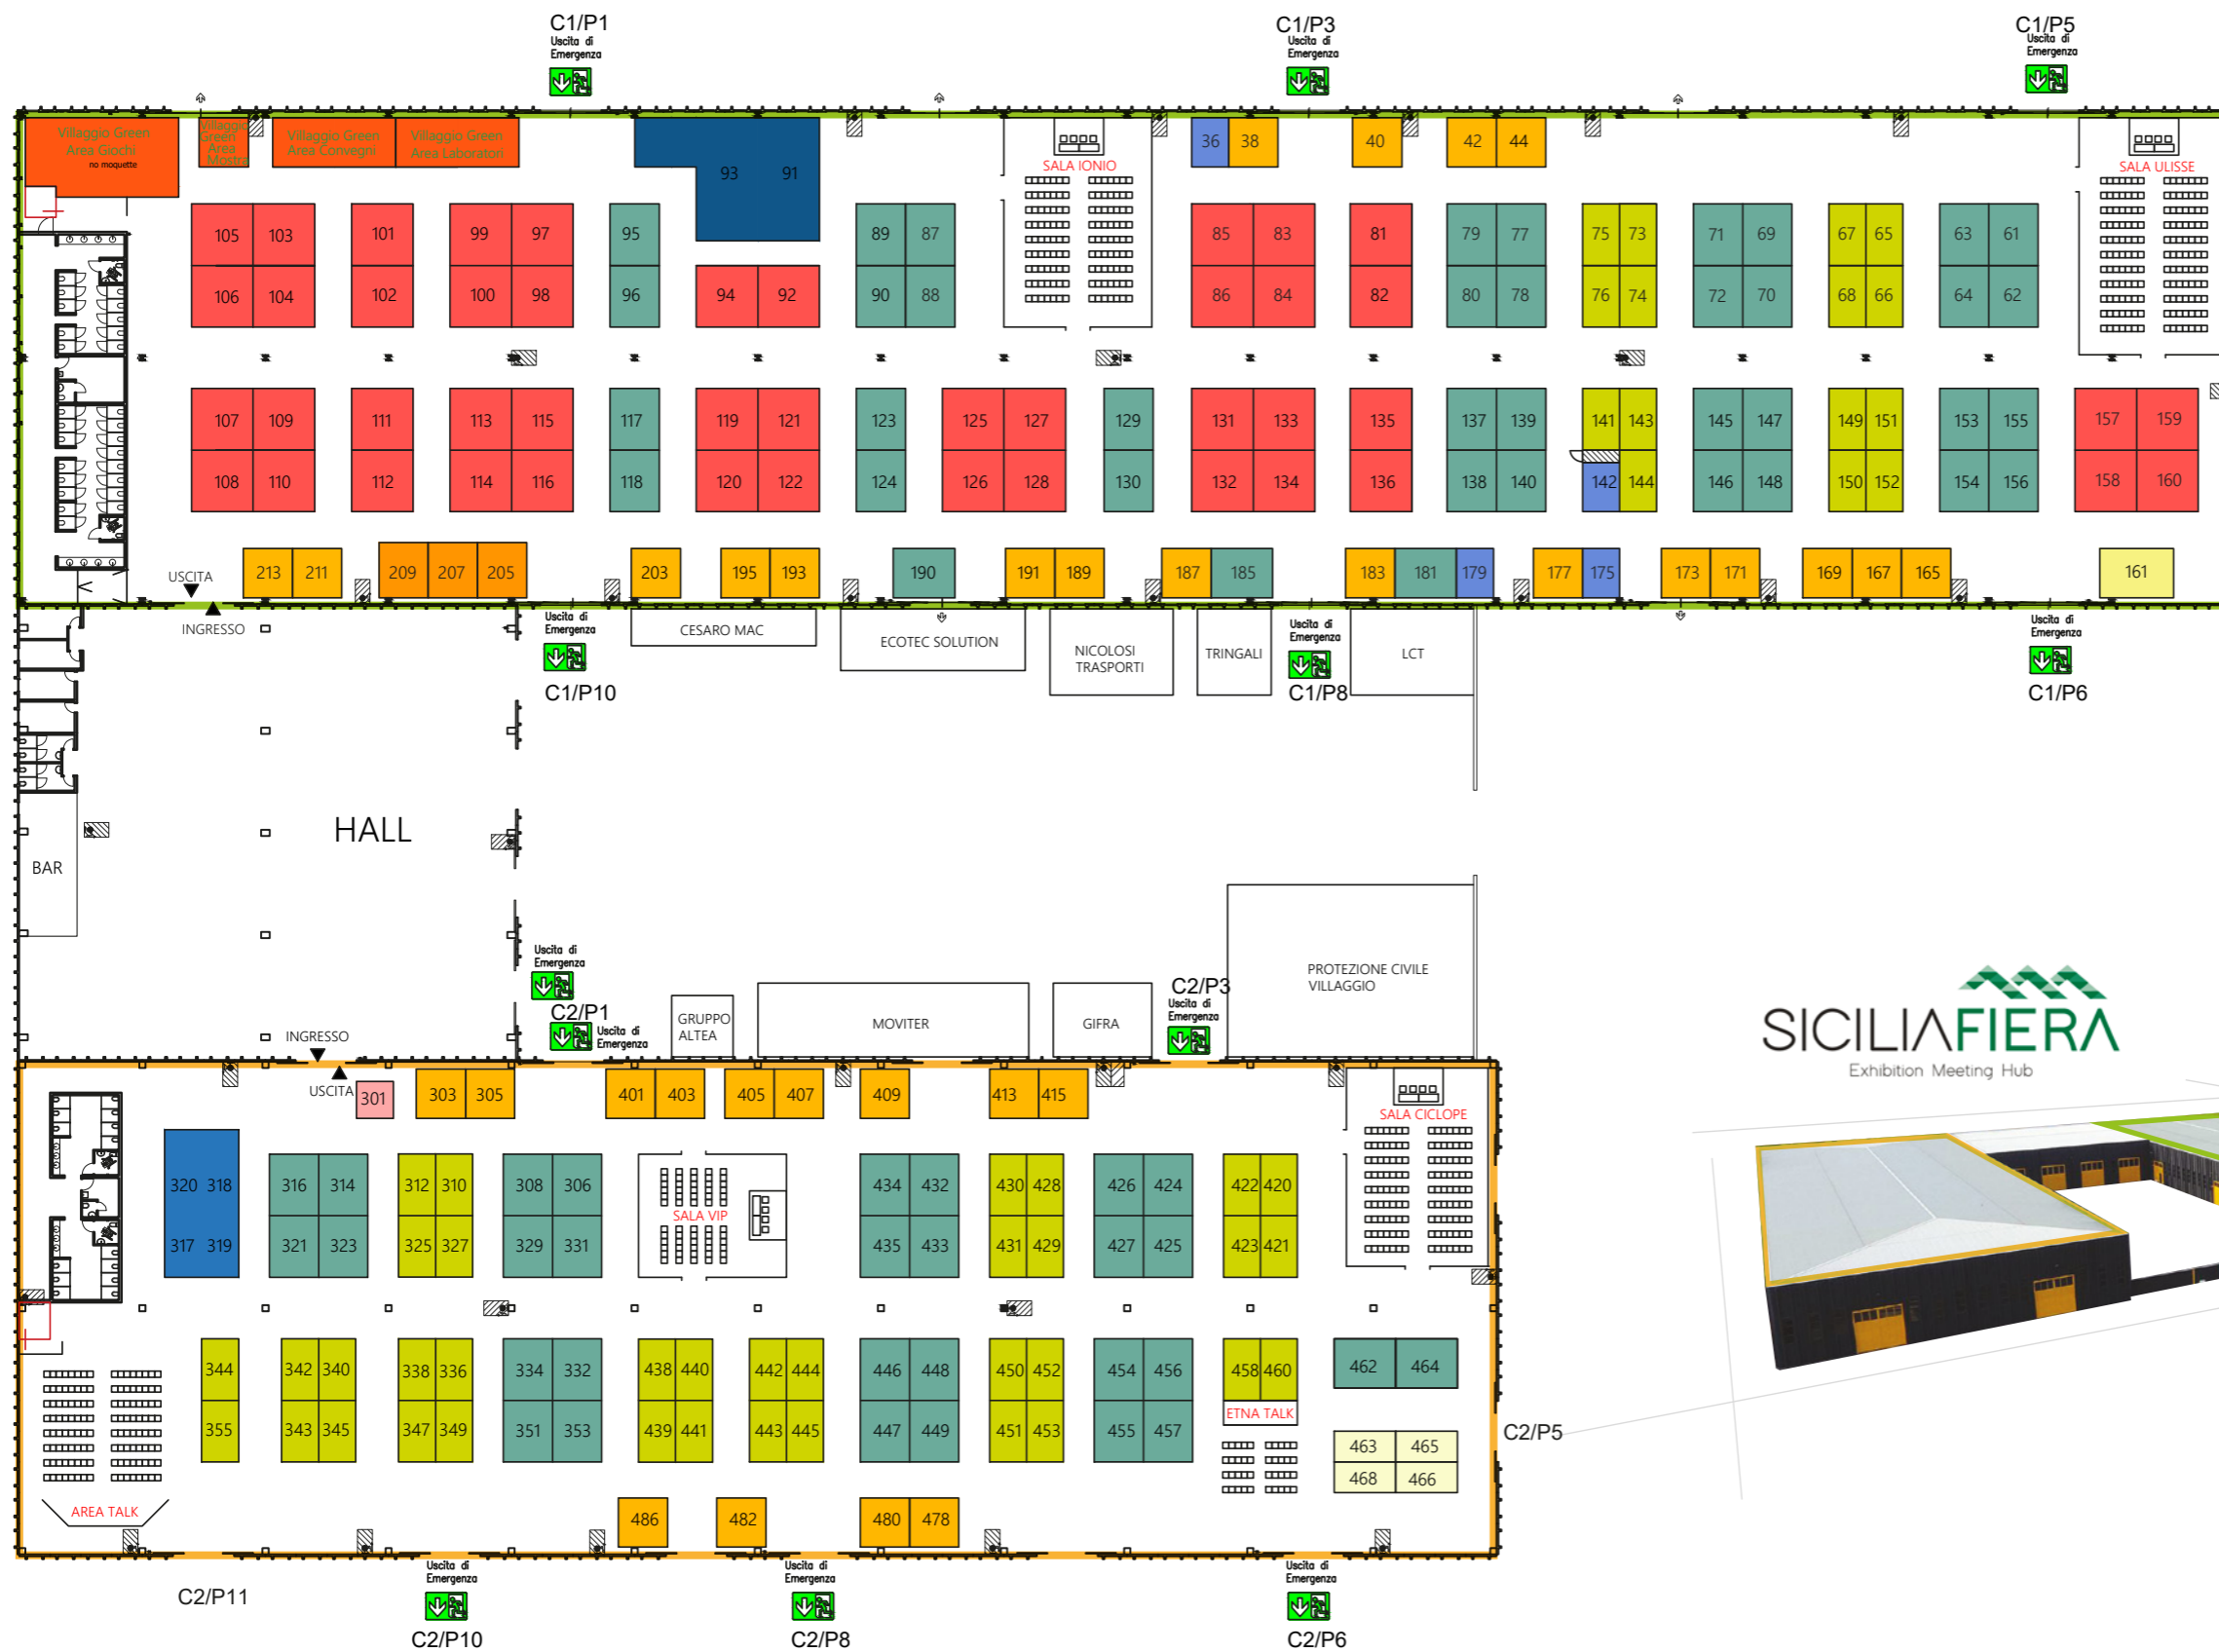 C1/P1
Uscita di
Emergenza
C1/P3
Uscita di
Emergenza
C1/P5
Uscita di
Emergenza
Villaggio Green
Area Giochi
no moquette
Villaggio
Green
Area
Mostra
Villaggio Green
Area Convegni
Villaggio Green
Area Laboratori
93 91
SALA IONIO
36 38 40 42 44
SALA ULISSE
105 103 101 99 97 95 89 87 85 83 81 79 77 75 73 71 69 67 65 63 61
106 104 102 100 98 96 94 92 90 88 86 84 82 80 78 76 74 72 70 68 66 64 62
107 109 111 113 115 117 119 121 123 125 127 129 131 133 135 137 139 141 143 145 147 149 151 153 155 157 159
108 110 112 114 116 118 120 122 124 126 128 130 132 134 136 138 140 142 144 146 148 150 152 154 156 158 160
213 211 209 207 205 203 195 193 190 191 189 187 185 183 181 179 177 175 173 171 169 167 165 161
USCITA
INGRESSO
Uscita di
Emergenza
C1/P10
CESARO MAC
ECOTEC SOLUTION
NICOLOSI
TRASPORTI
TRINGALI
Uscita di
Emergenza
C1/P8
LCT
Uscita di
Emergenza
C1/P6
HALL
BAR
Uscita di
Emergenza
C2/P1
Uscita di
Emergenza
GRUPPO
ALTEA
MOVITER
GIFRA
C2/P3
Uscita di
Emergenza
PROTEZIONE CIVILE
VILLAGGIO
SICILIAFIERA
Exhibition Meeting Hub
INGRESSO
USCITA
301 303 305 401 403 405 407 409 413 415
SALA CICLOPE
320 318 316 314 312 310 308 306 434 432 430 428 426 424 422 420
SALA VIP
317 319 321 323 325 327 329 331 435 433 431 429 427 425 423 421
344 342 340 338 336 334 332 438 440 442 444 446 448 450 452 454 456 458 460 462 464
355 343 345 347 349 351 353 439 441 443 445 447 449 451 453 455 457
ETNA TALK
463 465
468 466
C2/P5
AREA TALK
486 482 480 478
C2/P11
Uscita di
Emergenza
C2/P10
Uscita di
Emergenza
C2/P8
Uscita di
Emergenza
C2/P6